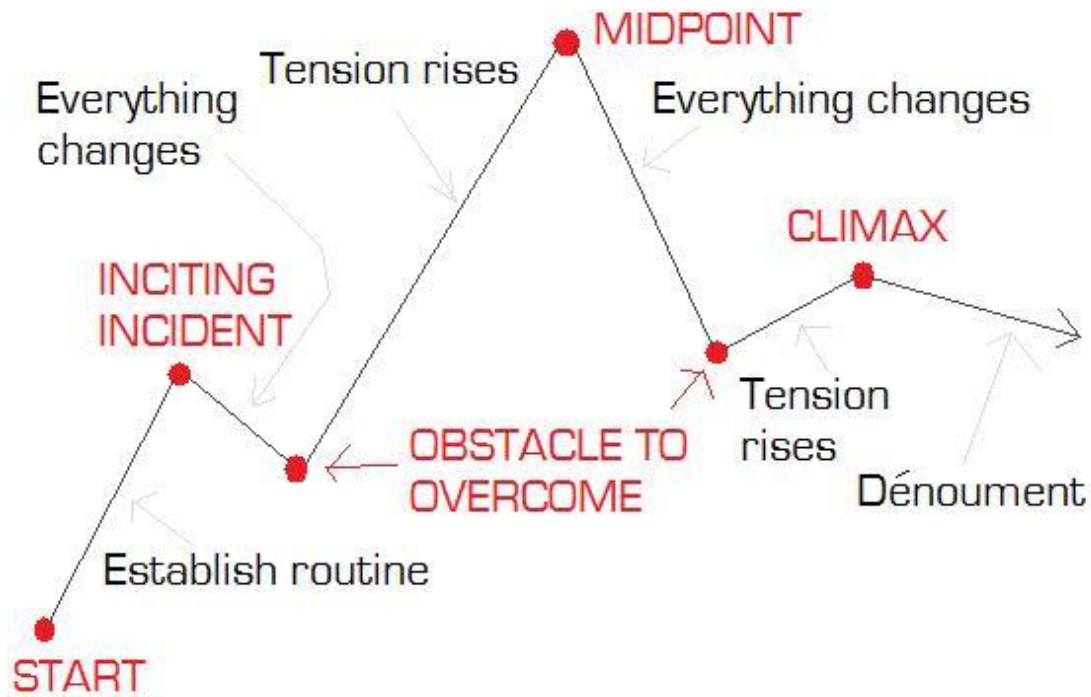 MIDPOINT
Tension rises
Everything
changes
Everything changes
CLIMAX
INCITING
INCIDENT
Tension
rises
OBSTACLE TO
OVERCOME
Dénoument
Establish routine
START